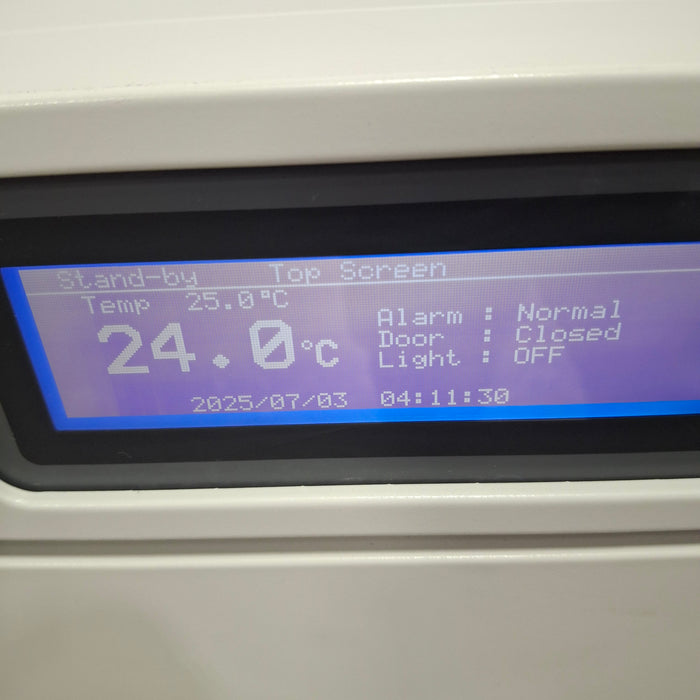 Stand-by Top Screen
Temp 25.0°C
24.0°C
Alarm : Normal
Door : Closed
Light : OFF
2025/07/03 04:11:30